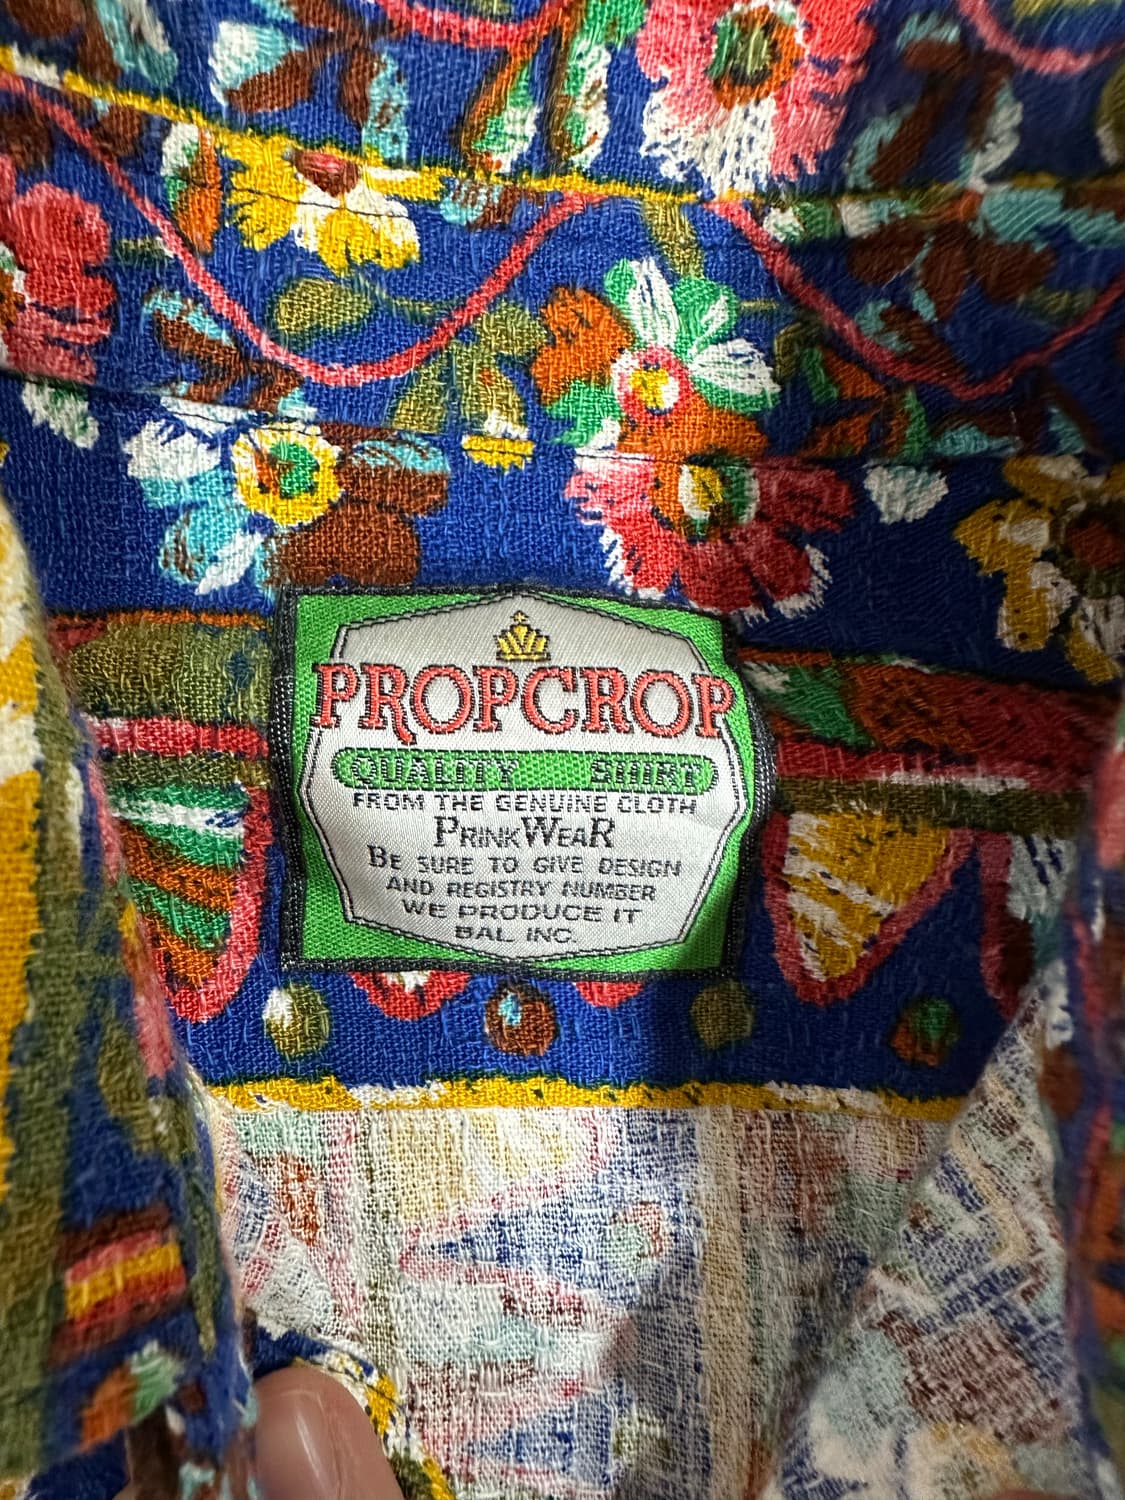 PROPCROP
QUALITY SHIRT
FROM THE GENUINE CLOTH
PRINKWEAR
BE SURE TO GIVE DESIGN
AND REGISTRY NUMBER
WE PRODUCE IT
BAL INC.